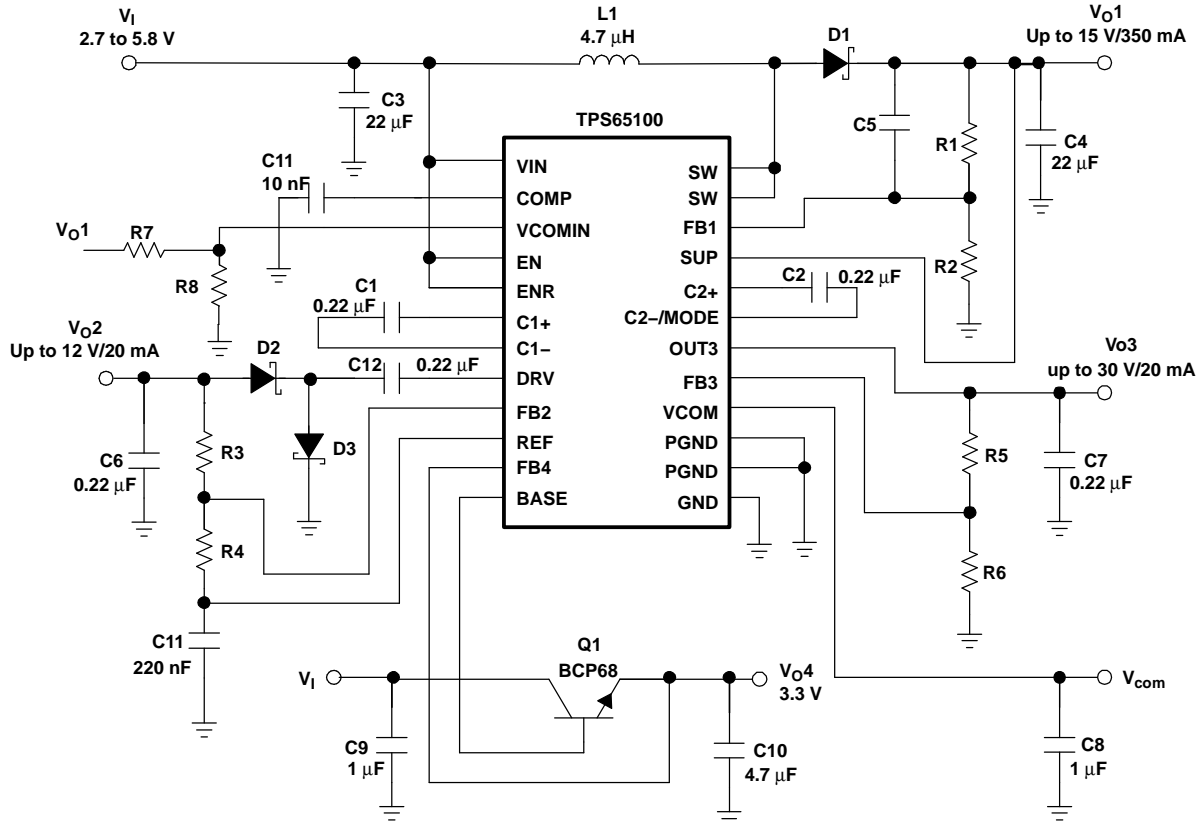 VI
2.7 to 5.8 V
L1
4.7 μH
D1
VO1
Up to 15 V/350 mA
C3
22 μF
TPS65100
C5
R1
C4
22 μF
C11
10 nF
VIN
COMP
VCOMIN
EN
ENR
C1+
C1–
DRV
FB2
REF
FB4
BASE
SW
SW
FB1
SUP
C2+
C2–/MODE
OUT3
FB3
VCOM
PGND
PGND
GND
VO1
R7
R8
R2
C2
0.22 μF
C1
0.22 μF
VO2
Up to 12 V/20 mA
D2
C12
0.22 μF
Vo3
up to 30 V/20 mA
C6
0.22 μF
R3
D3
R5
C7
0.22 μF
R4
R6
C11
220 nF
Q1
BCP68
VI
VO4
3.3 V
Vcom
C9
1 μF
C10
4.7 μF
C8
1 μF